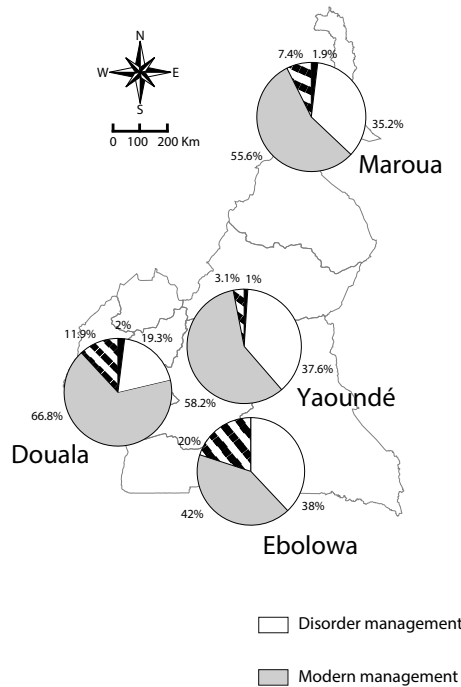 N
W E
S
0 100 200 Km
7.4% 1.9%
35.2%
55.6%
Maroua
3.1% 1%
11.9% 2% 19.3%
37.6%
58.2%
Yaoundé
66.8%
20%
Douala
42% 38%
Ebolowa
Disorder management
Modern management